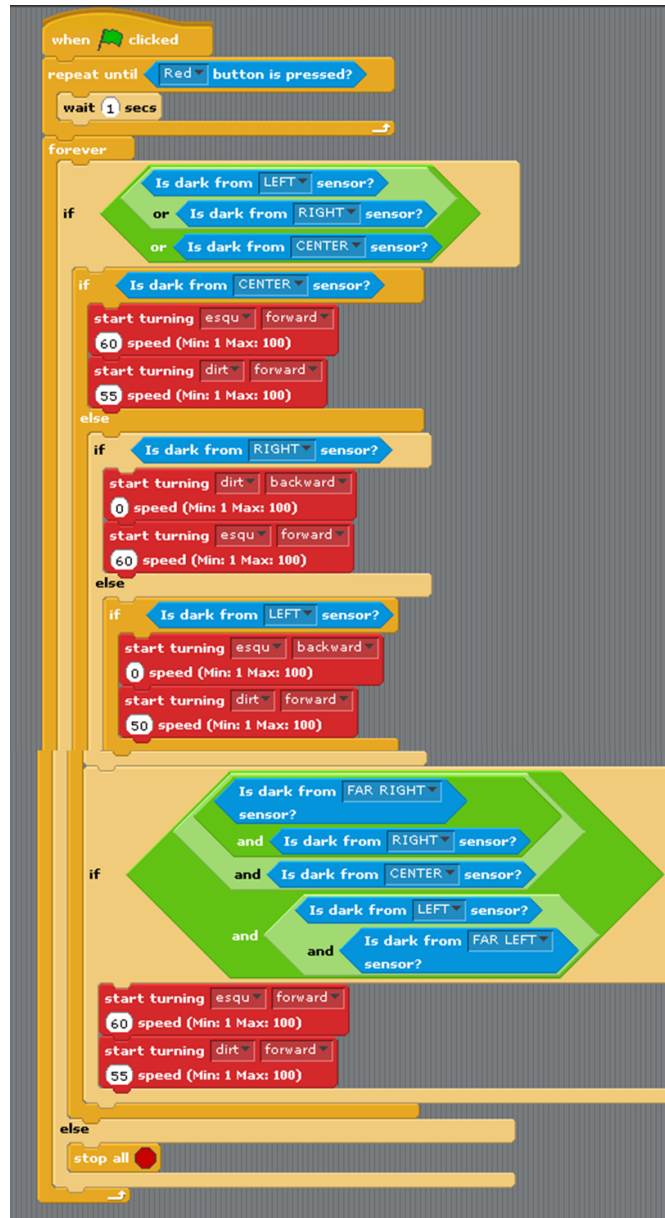 when clicked
repeat until Red button is pressed?
wait 1 secs
forever
Is dark from LEFT sensor?
if or Is dark from RIGHT sensor?
or Is dark from CENTER sensor?
if Is dark from CENTER sensor?
start turning esqu forward
60 speed (Min: 1 Max: 100)
start turning dirt forward
55 speed (Min: 1 Max: 100)
else
if Is dark from RIGHT sensor?
start turning dirt backward
0 speed (Min: 1 Max: 100)
start turning esqu forward
60 speed (Min: 1 Max: 100)
else
if Is dark from LEFT sensor?
start turning esqu backward
0 speed (Min: 1 Max: 100)
start turning dirt forward
50 speed (Min: 1 Max: 100)
Is dark from FAR RIGHT
sensor?
and Is dark from RIGHT sensor?
if and Is dark from CENTER sensor?
Is dark from LEFT sensor?
and
and Is dark from FAR LEFT
sensor?
start turning esqu forward
60 speed (Min: 1 Max: 100)
start turning dirt forward
55 speed (Min: 1 Max: 100)
else
stop all